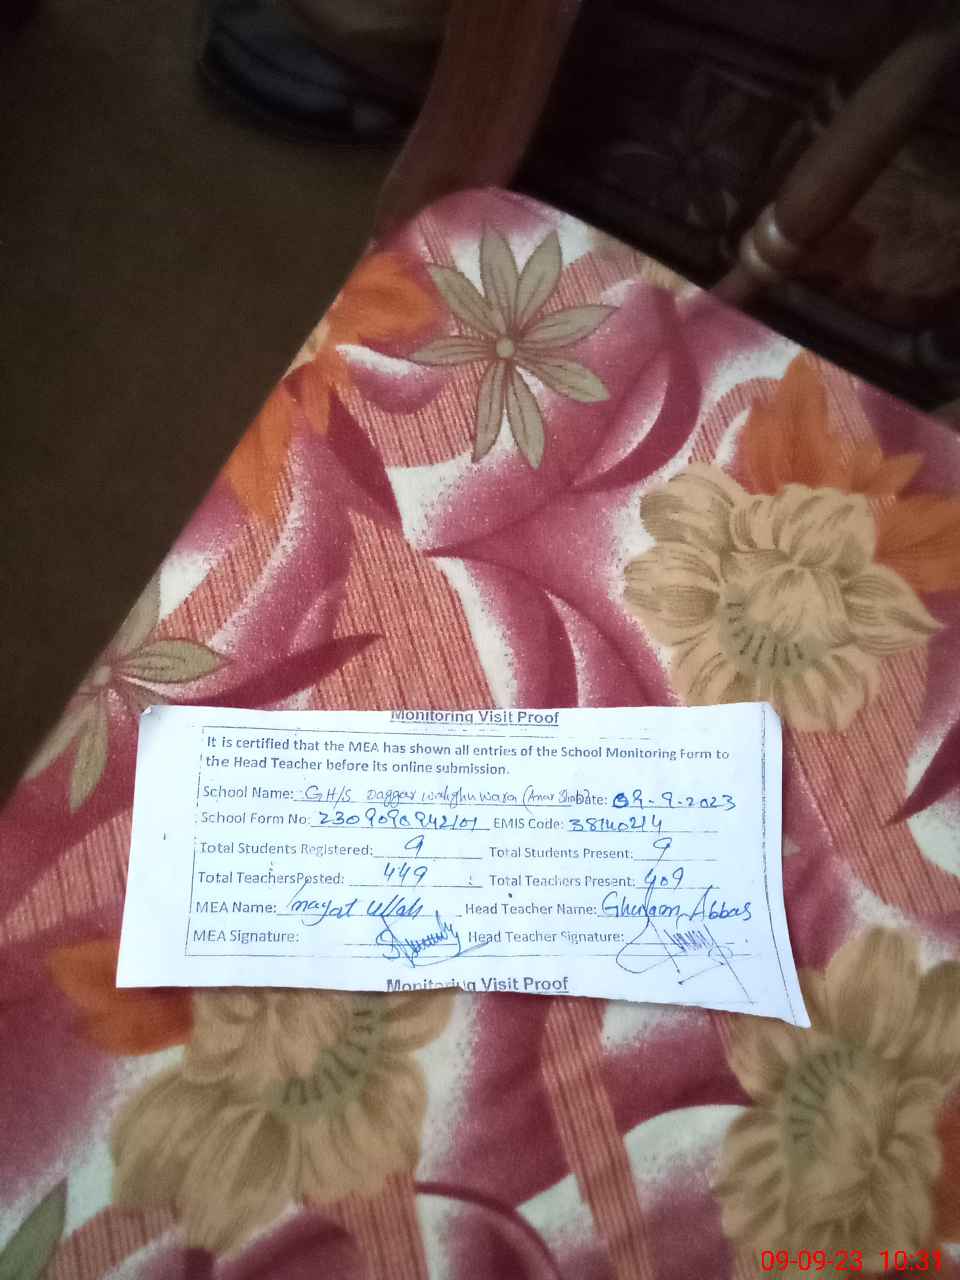 Monitoring Visit Proof
It is certified that the MEA has shown all entries of the School Monitoring Form to
the Head Teacher before its online submission.
School Name: GH/S Daggar Date: 09-9-2023
School Form No: EMIS Code: 38140214
Total Students Registered: 9 Total Students Present: 9
Total TeachersPosted: 449 Total Teachers Present: 409
MEA Name: Inayat Ullah Head Teacher Name: Ghulam Abbas
MEA Signature: Head Teacher Signature:
Monitoring Visit Proof
09-09-23 10:31